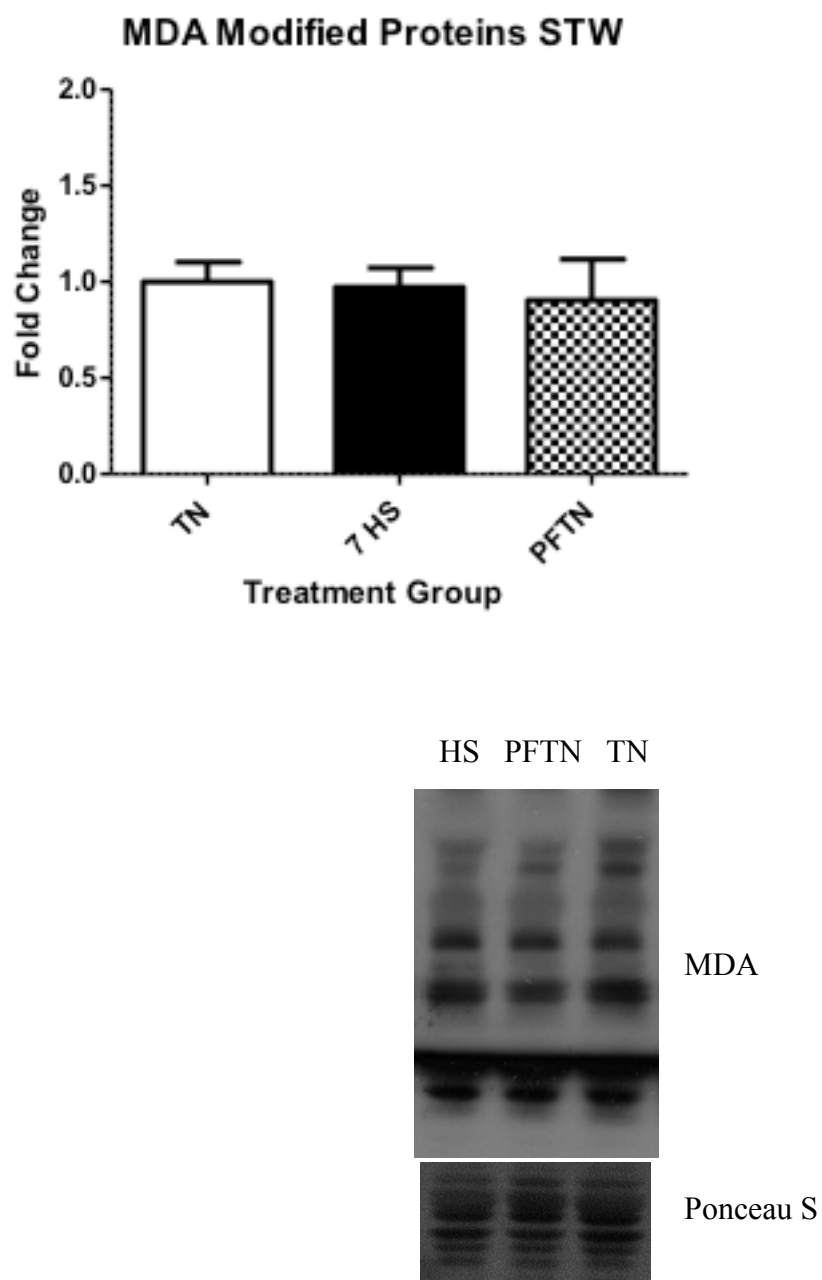 MDA Modified Proteins STW
2.0
1.5
1.0
0.5
0.0
Fold Change
TN
7 HS
PFTN
Treatment Group
HS PFTN TN
MDA
Ponceau S